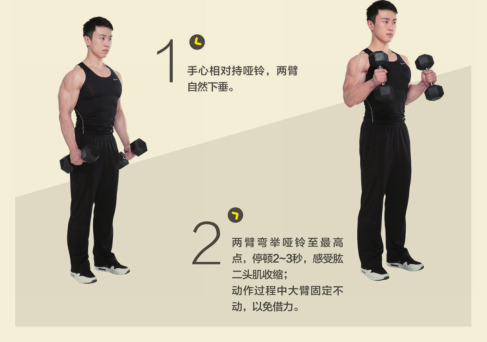 1
手心相对持哑铃，两臂
自然下垂。
2
两臂弯举哑铃至最高
点，停顿2~3秒，感受肱
二头肌收缩；
动作过程中大臂固定不
动，以免借力。